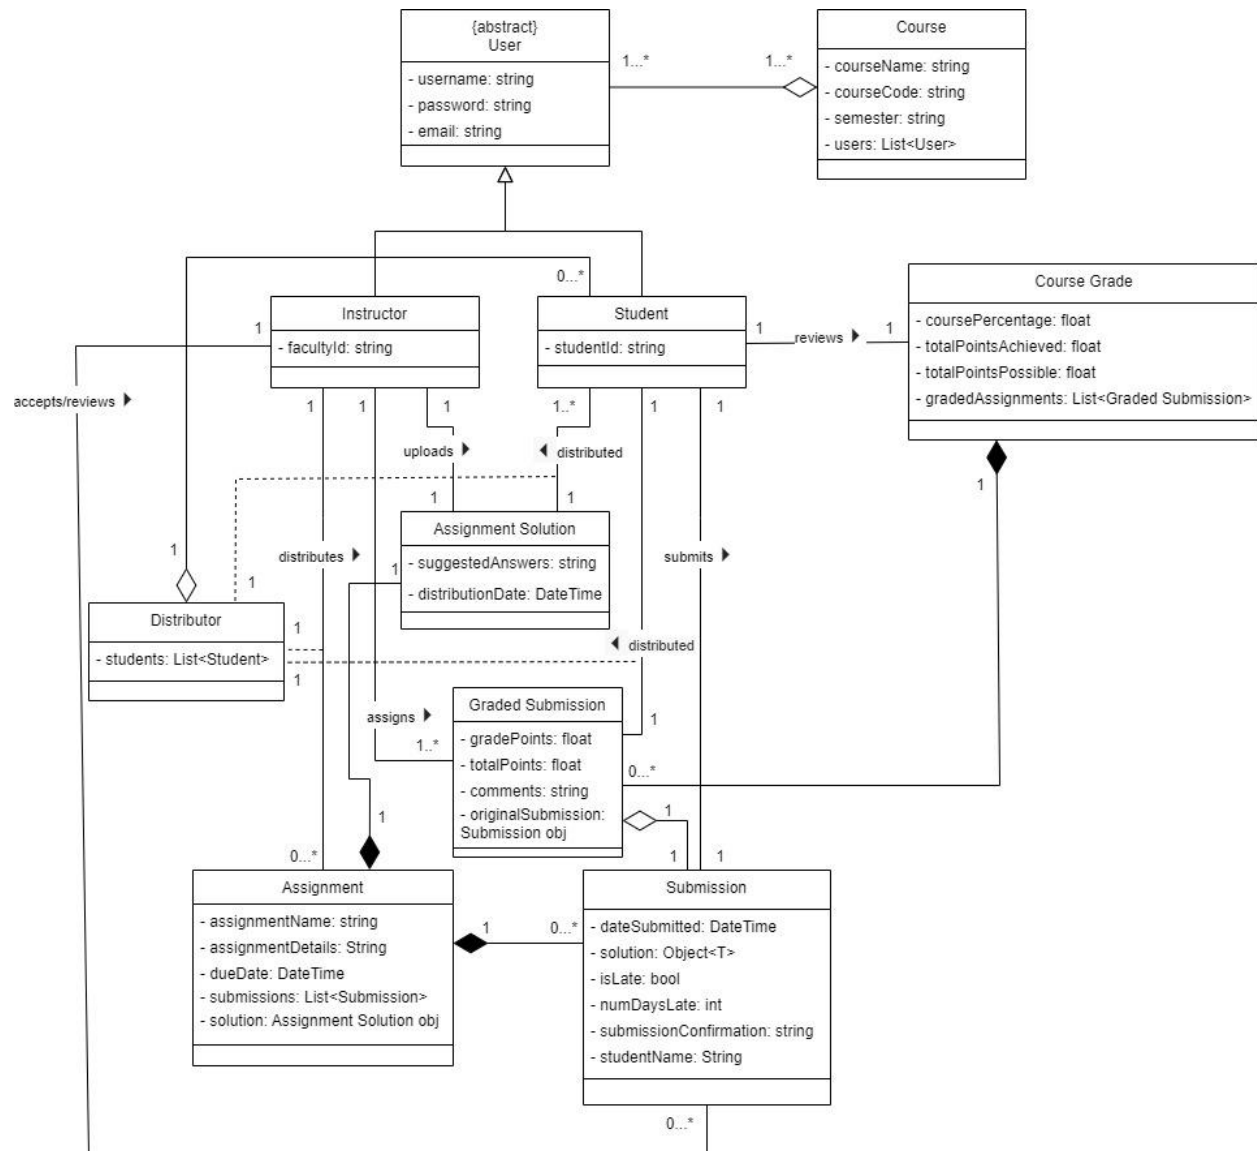 {abstract}
User
- username: string
- password: string
- email: string
1...*
1...*
Course
- courseName: string
- courseCode: string
- semester: string
- users: List<User>
0...*
Instructor
- facultyId: string
1
Student
- studentId: string
1
reviews
1
Course Grade
- coursePercentage: float
- totalPointsAchieved: float
- totalPointsPossible: float
- gradedAssignments: List<Graded Submission>
accepts/reviews
1
1
1
1..*
1
1
uploads
distributed
1
1
1
Assignment Solution
- suggestedAnswers: string
- distributionDate: DateTime
distributes
submits
1
1
1
Distributor
- students: List<Student>
1
1
distributed
Graded Submission
- gradePoints: float
- totalPoints: float
- comments: string
- originalSubmission:
Submission obj
assigns
1..*
1
0...*
1
1
1
1
0...*
Assignment
- assignmentName: string
- assignmentDetails: String
- dueDate: DateTime
- submissions: List<Submission>
- solution: Assignment Solution obj
1
0...*
Submission
- dateSubmitted: DateTime
- solution: Object<T>
- isLate: bool
- numDaysLate: int
- submissionConfirmation: string
- studentName: String
0...*